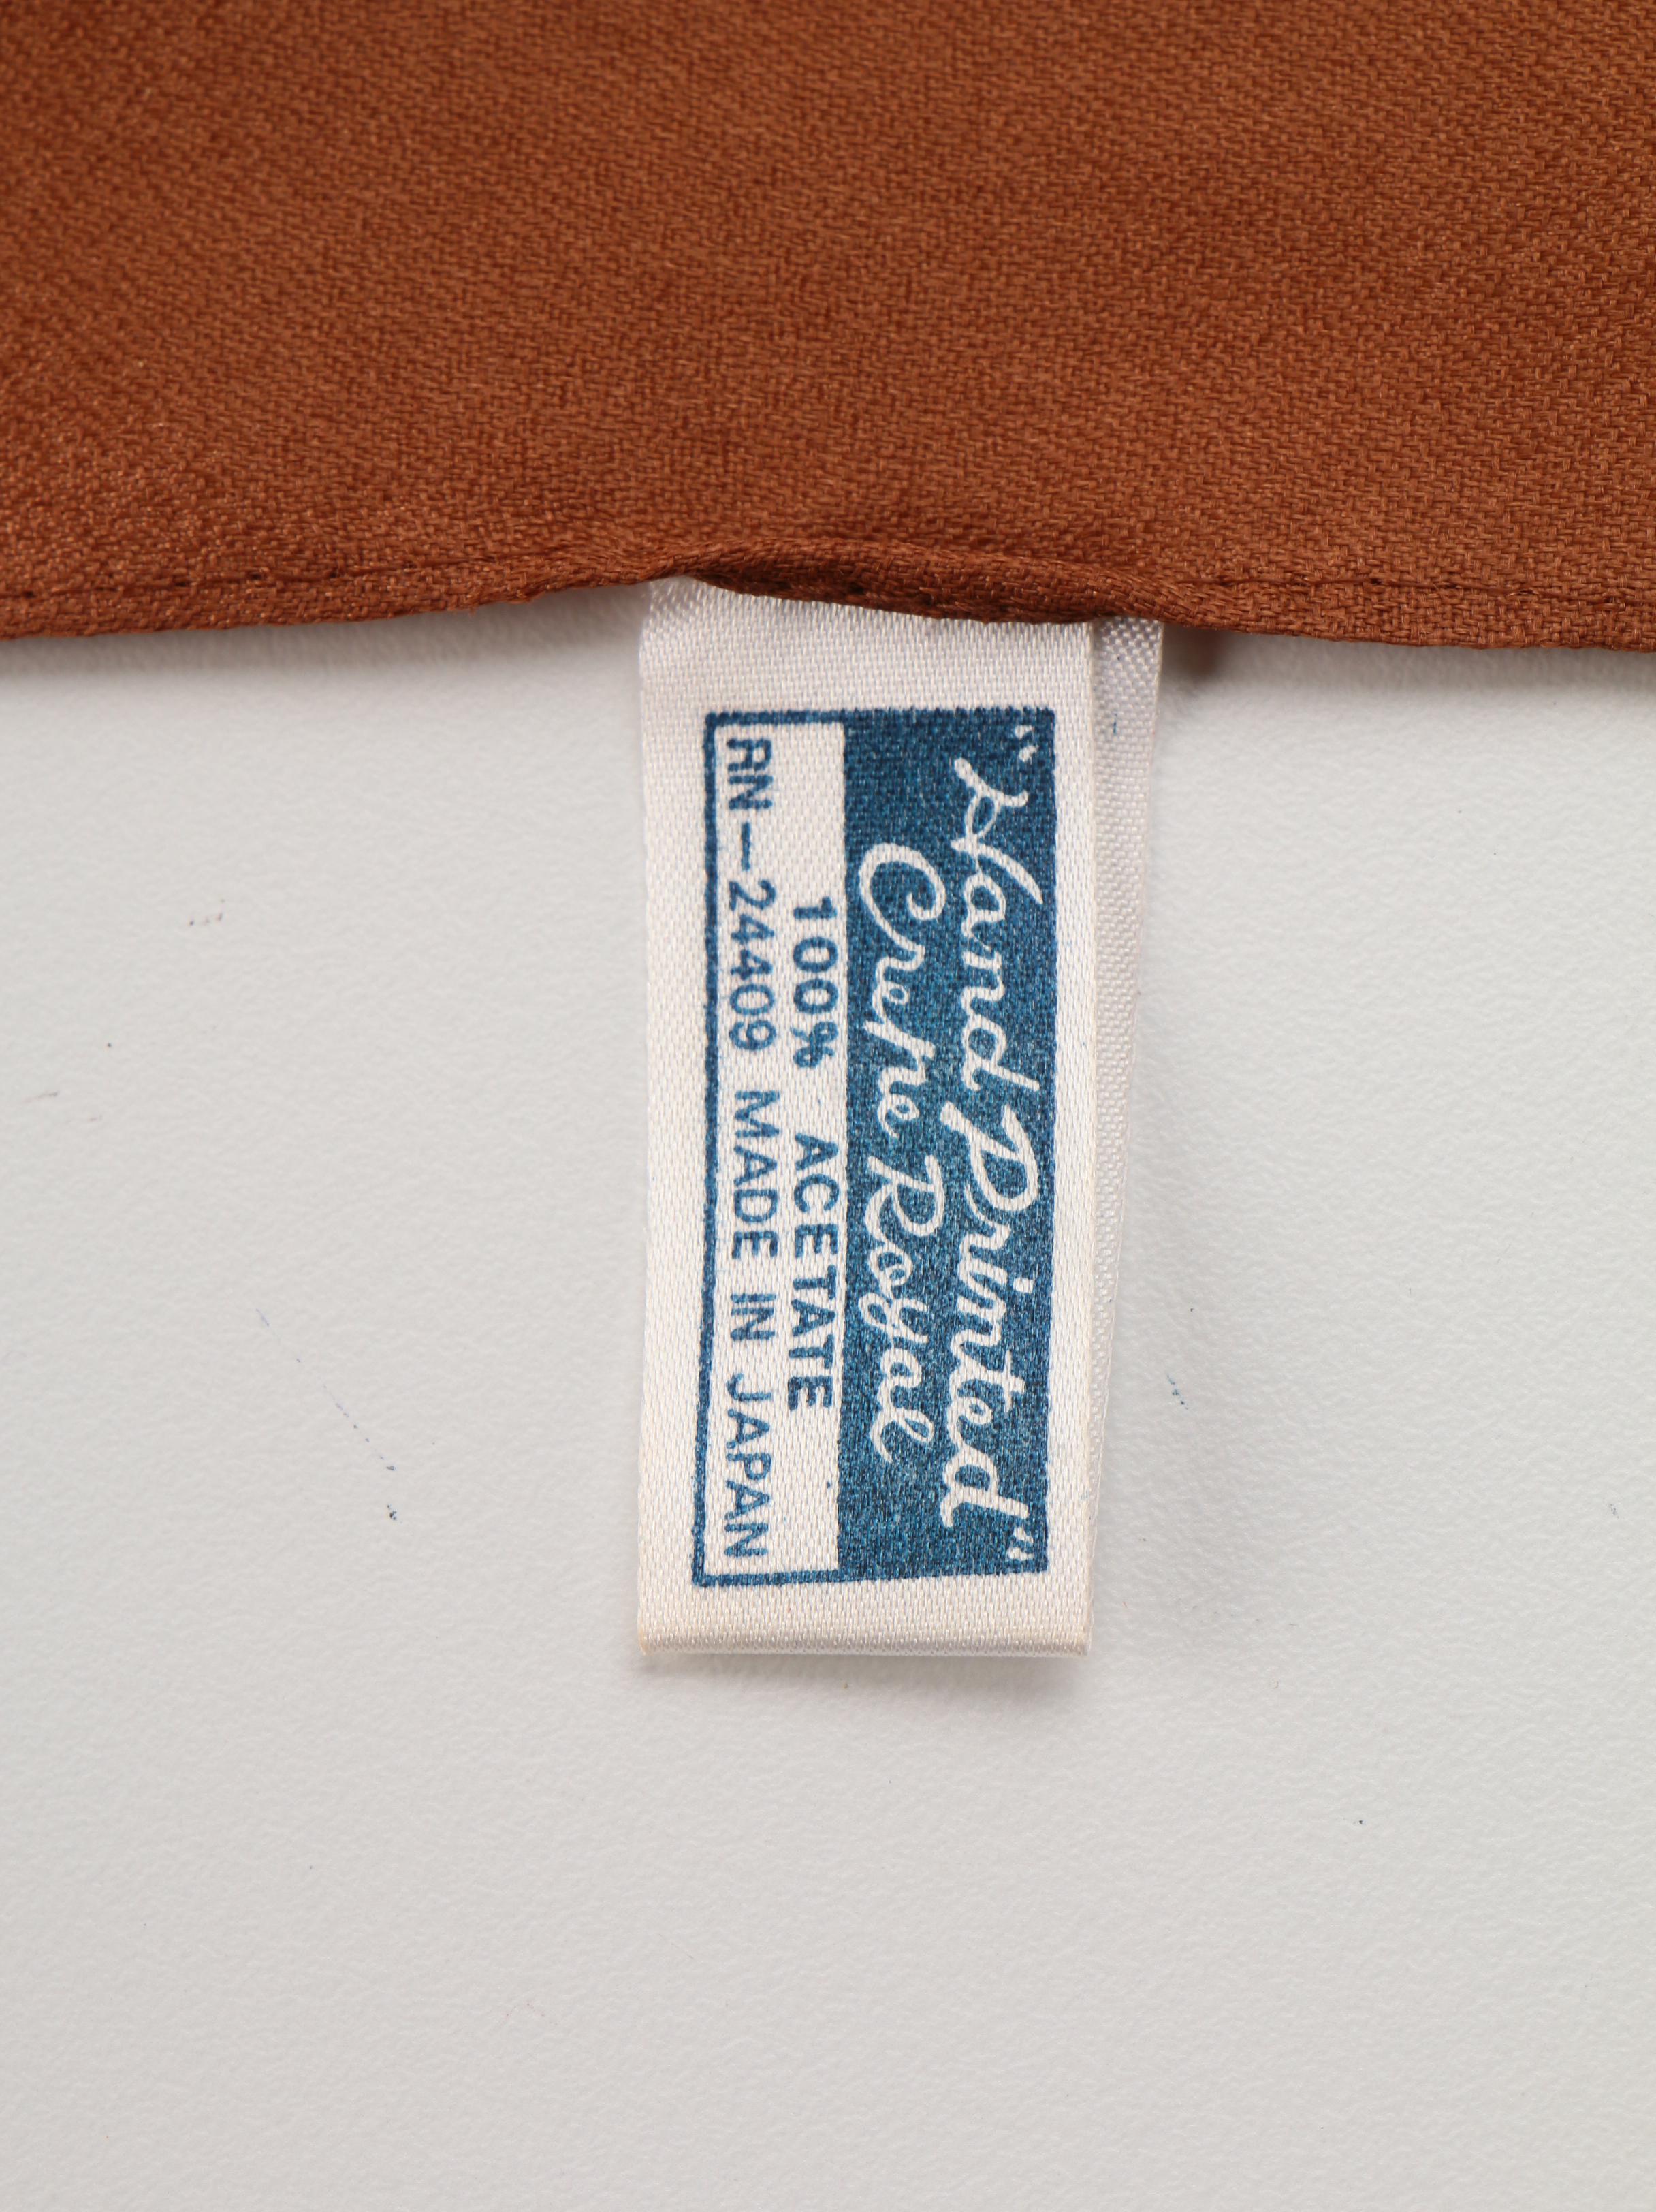 "Hand Printed"
Crepe Royal
100% ACETATE
RN-24409 MADE IN JAPAN